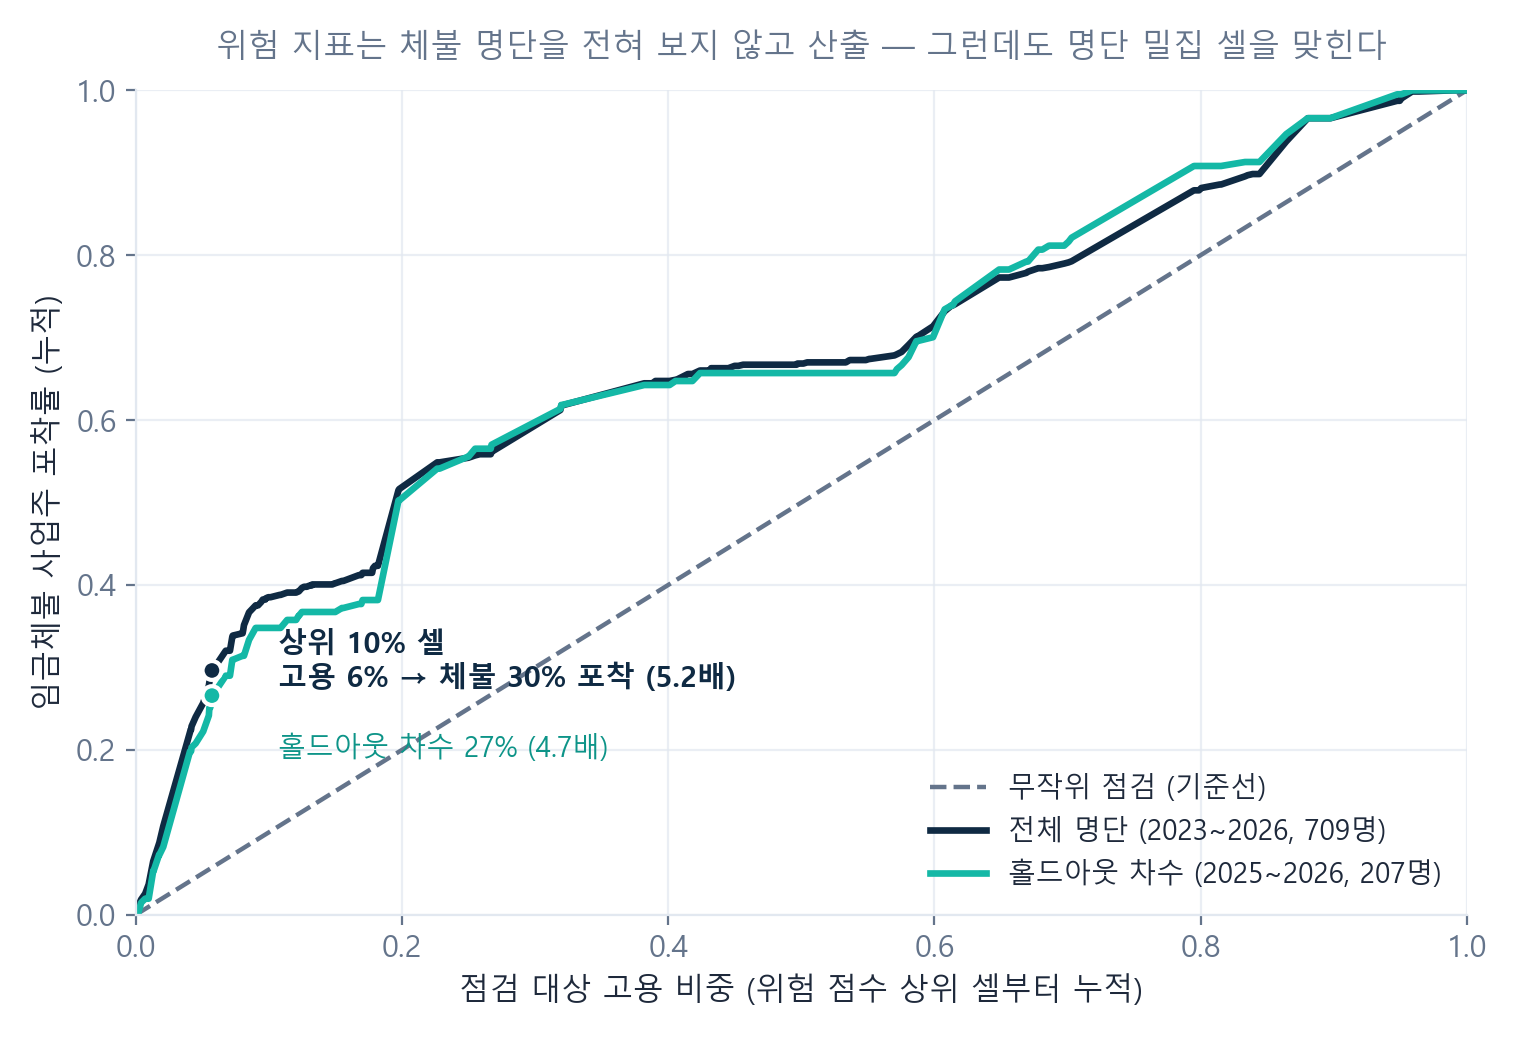 위험 지표는 체불 명단을 전혀 보지 않고 산출 — 그런데도 명단 밀집 셀을 맞힌다
임금체불 사업주 포착률 (누적)
1.0
0.8
0.6
0.4
0.2
0.0
상위 10% 셀
고용 6% → 체불 30% 포착 (5.2배)
홀드아웃 차수 27% (4.7배)
무작위 점검 (기준선)
전체 명단 (2023~2026, 709명)
홀드아웃 차수 (2025~2026, 207명)
0.0 0.2 0.4 0.6 0.8 1.0
점검 대상 고용 비중 (위험 점수 상위 셀부터 누적)